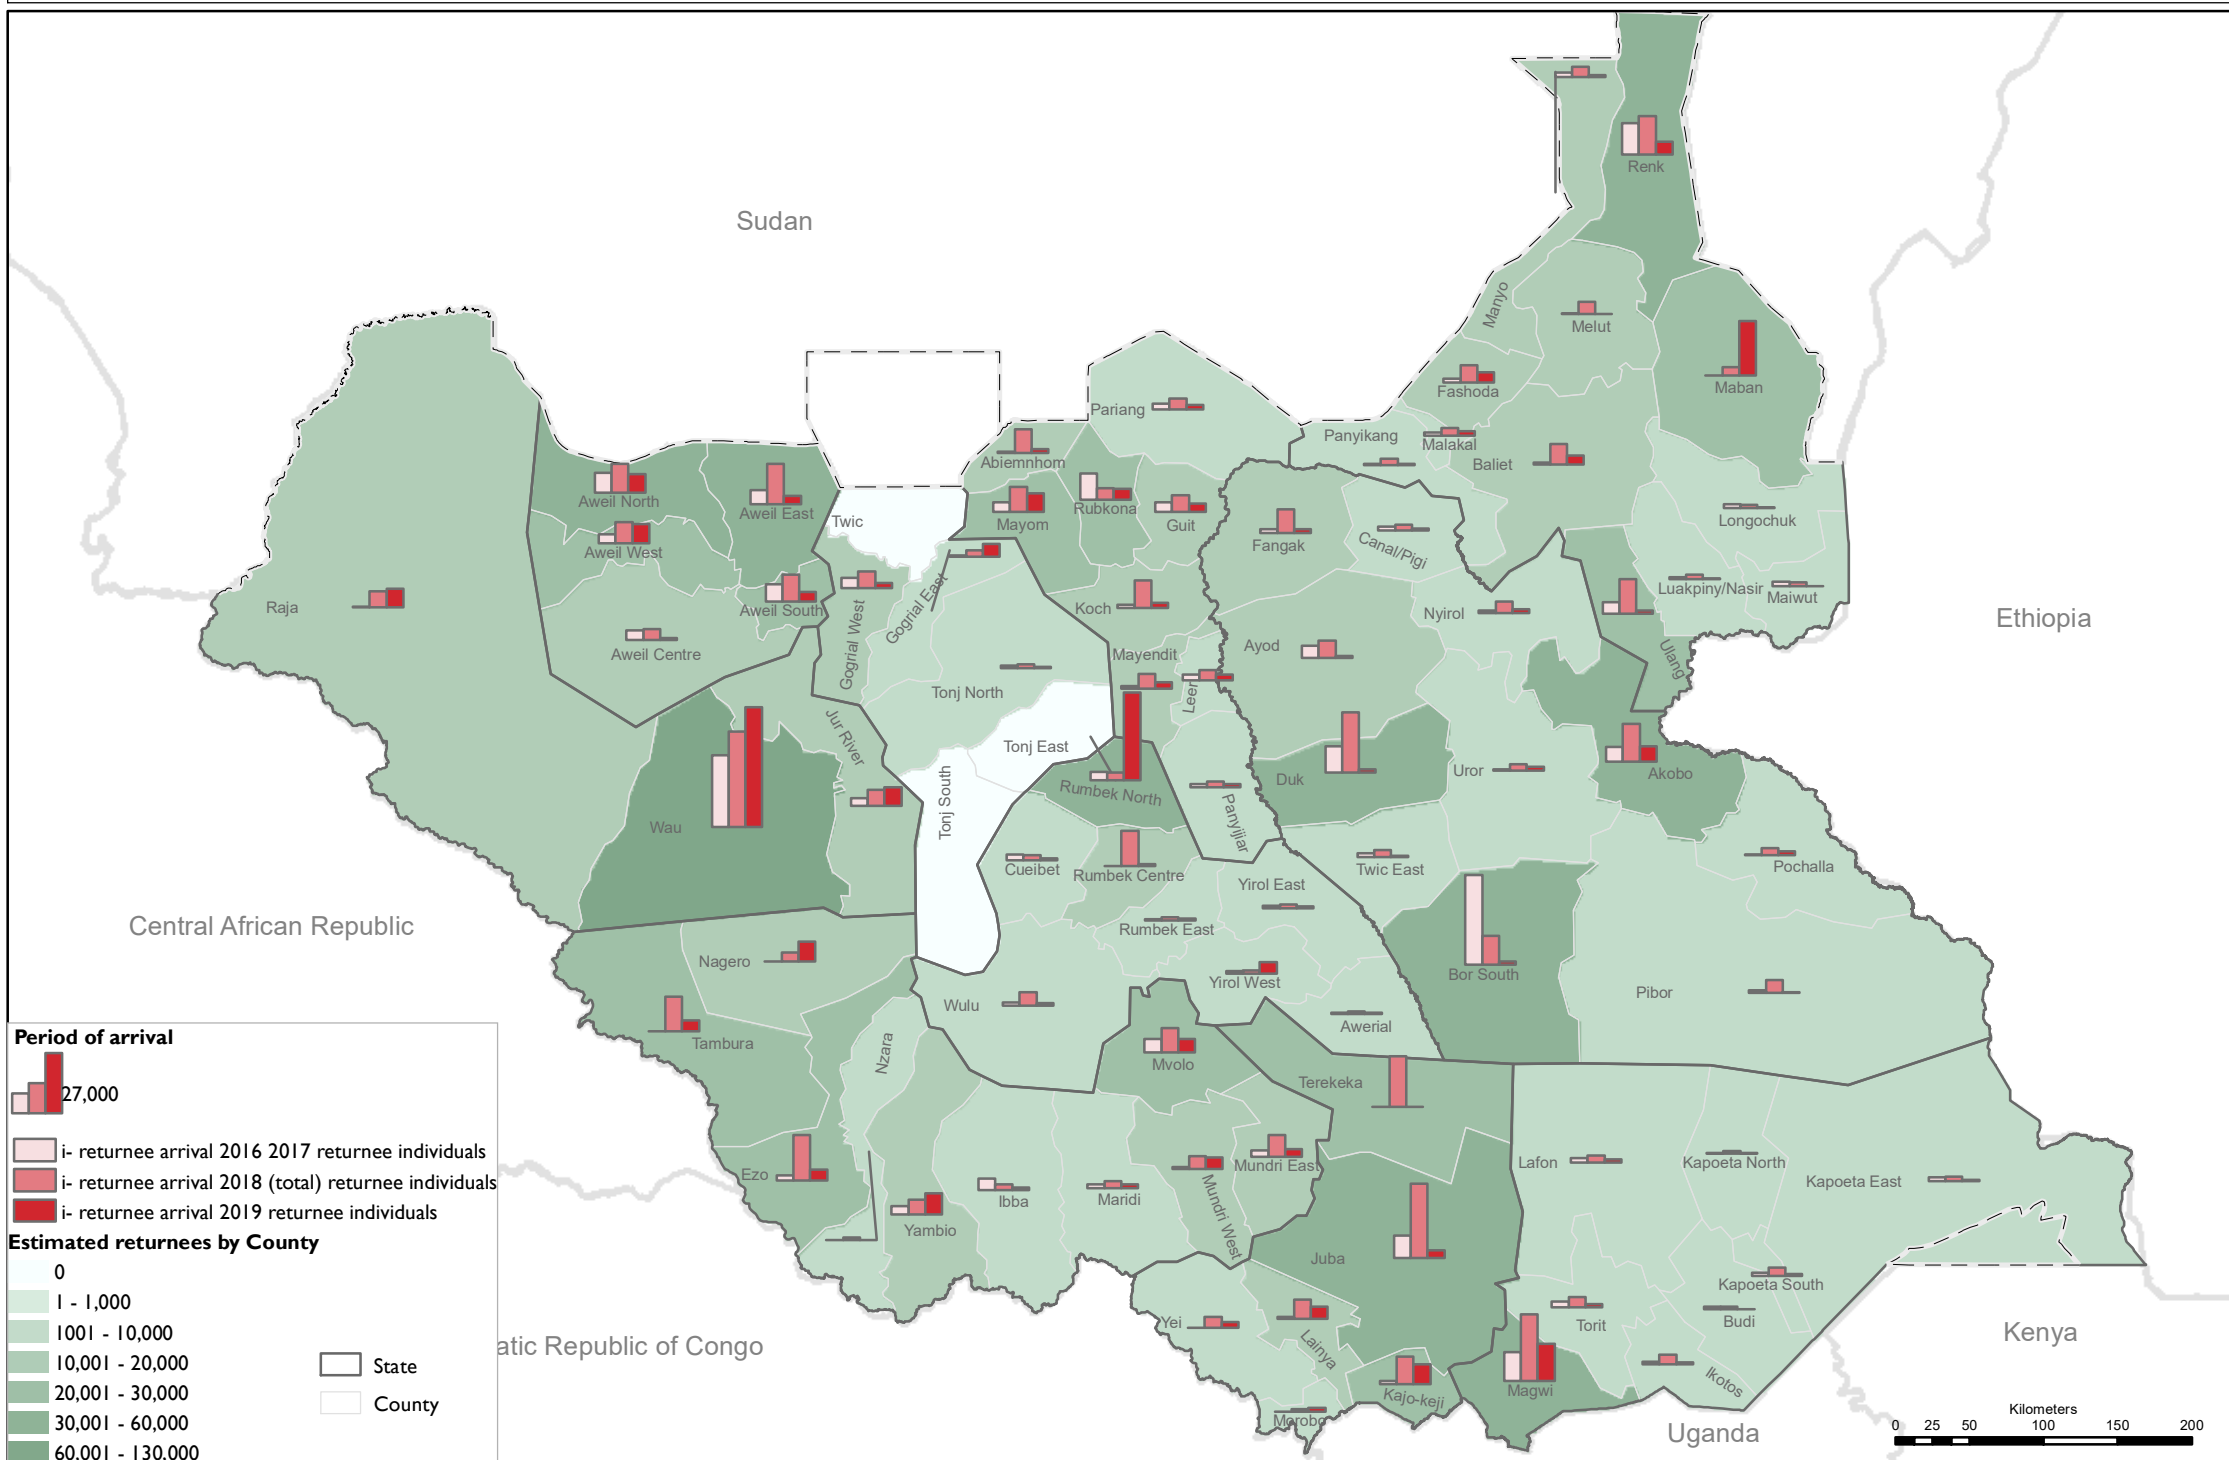 Sudan
Renk
Manyo
Melut
Maban
Fashoda
Pariang
Panyikang
Malakal
Baliet
Abiemnhom
Aweil North
Aweil East
Twic
Mayom
Rubkona
Guit
Fangak
Canal/Pigi
Longochuk
Aweil West
Luakpiny/Nasir
Maiwut
Raja
Aweil South
Gogrial West
Gogrial East
Koch
Nyirol
Ethiopia
Aweil Centre
Mayendit
Ayod
Ulang
Tonj North
Leer
Jur River
Tonj East
Duk
Uror
Akobo
Rumbek North
Tonj South
Wau
Panyijiar
Cueibet
Rumbek Centre
Twic East
Pochalla
Yirol East
Central African Republic
Rumbek East
Nagero
Yirol West
Bor South
Pibor
Wulu
Awerial
Tambura
Nzara
Mvolo
Terekeka
Ezo
Yambio
Ibba
Maridi
Mundri West
Mundri East
Lafon
Kapoeta North
Kapoeta East
Juba
Kapoeta South
Budi
Torit
Ikotos
Yei
Lainya
Kajo-keji
Magwi
Morobo
Kenya
Uganda
atic Republic of Congo
Period of arrival
27,000
i- returnee arrival 2016 2017 returnee individuals
i- returnee arrival 2018 (total) returnee individuals
i- returnee arrival 2019 returnee individuals
Estimated returnees by County
0
1 - 1,000
1001 - 10,000
10,001 - 20,000
20,001 - 30,000
30,001 - 60,000
60,001 - 130,000
State
County
Kilometers
0 25 50 100 150 200